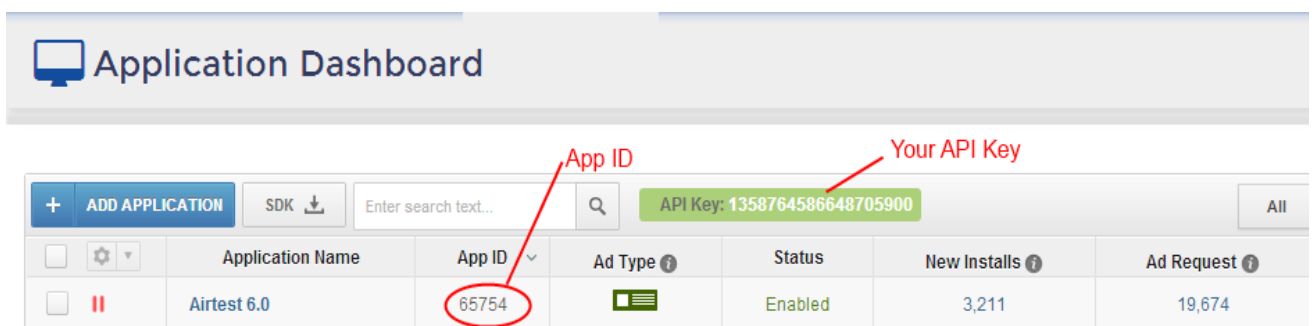 Application Dashboard
App ID
Your API Key
+ ADD APPLICATION SDK Enter search text... API Key: 1358764586648705900 All
Application Name App ID Ad Type Status New Installs Ad Request
Airtest 6.0 65754 Enabled 3,211 19,674